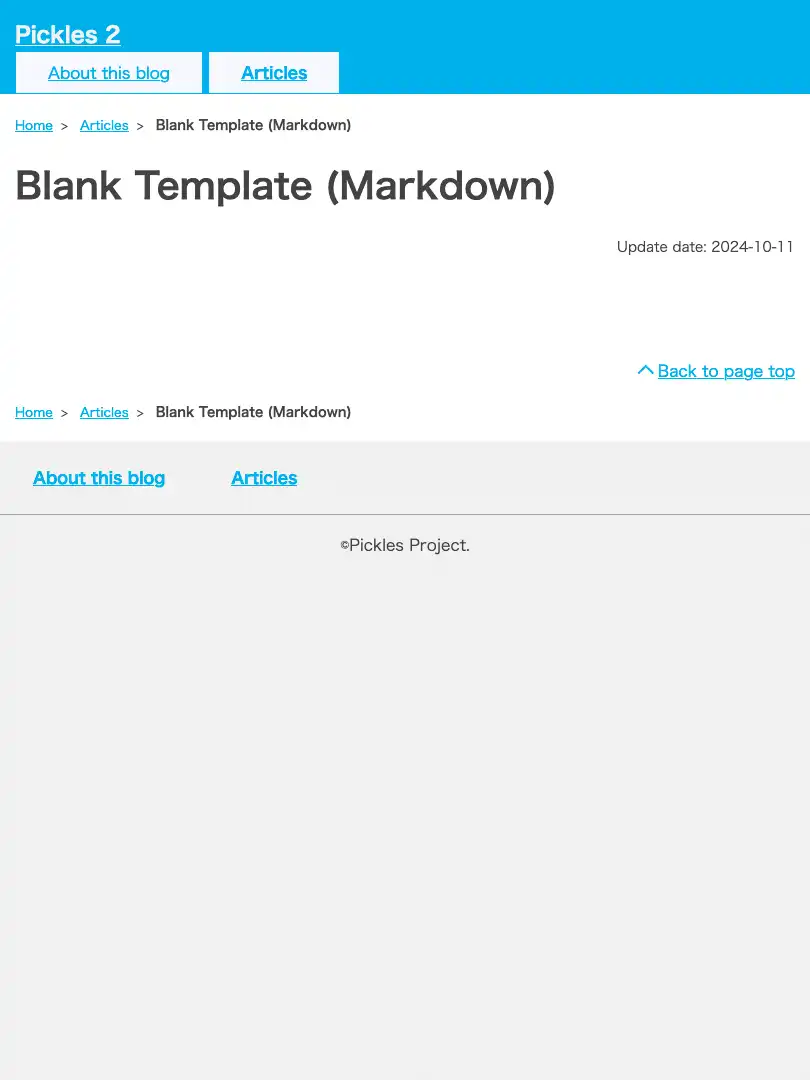 Pickles 2
About this blog Articles
Home > Articles > Blank Template (Markdown)
Blank Template (Markdown)
Update date: 2024-10-11
Back to page top
Home > Articles > Blank Template (Markdown)
About this blog Articles
©Pickles Project.